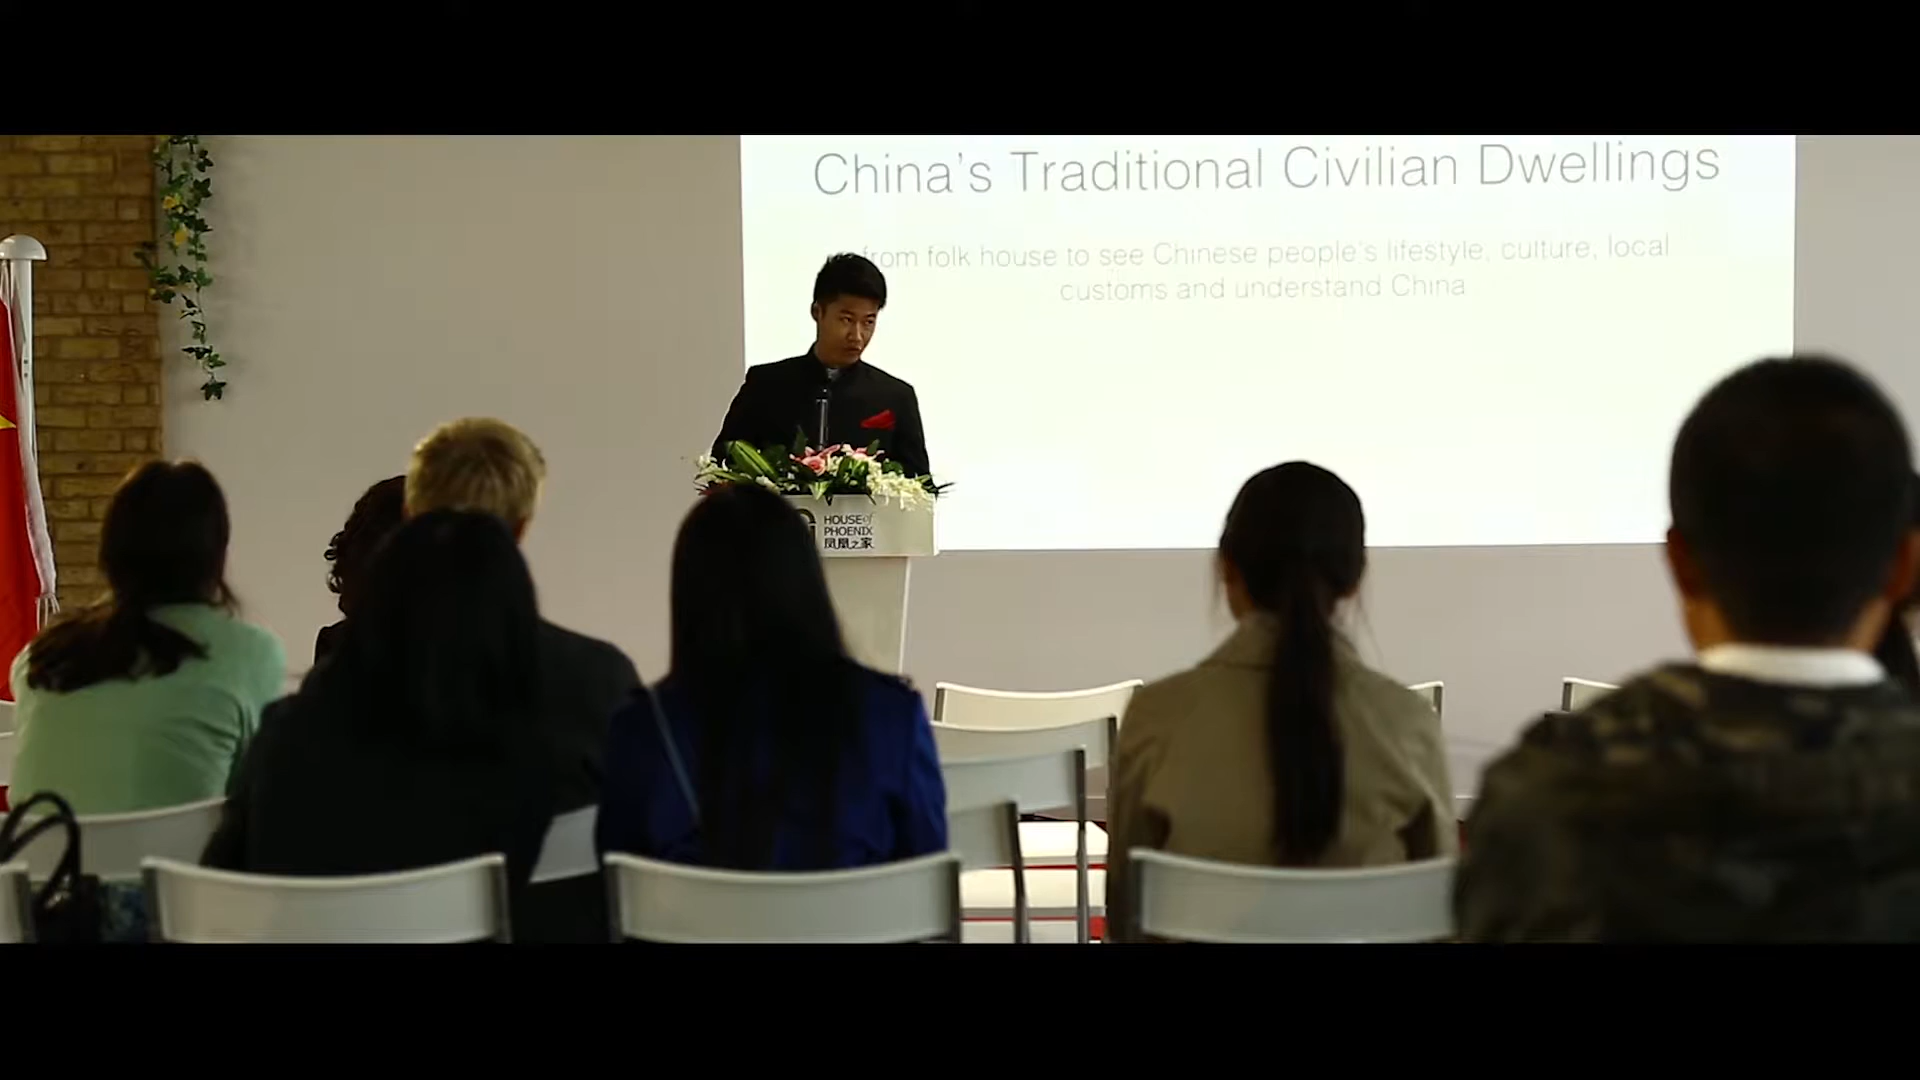 China's Traditional Civilian Dwellings
from folk house to see Chinese people's lifestyle, culture, local
customs and understand China
HOUSE of
PHOENIX
凤凰之家